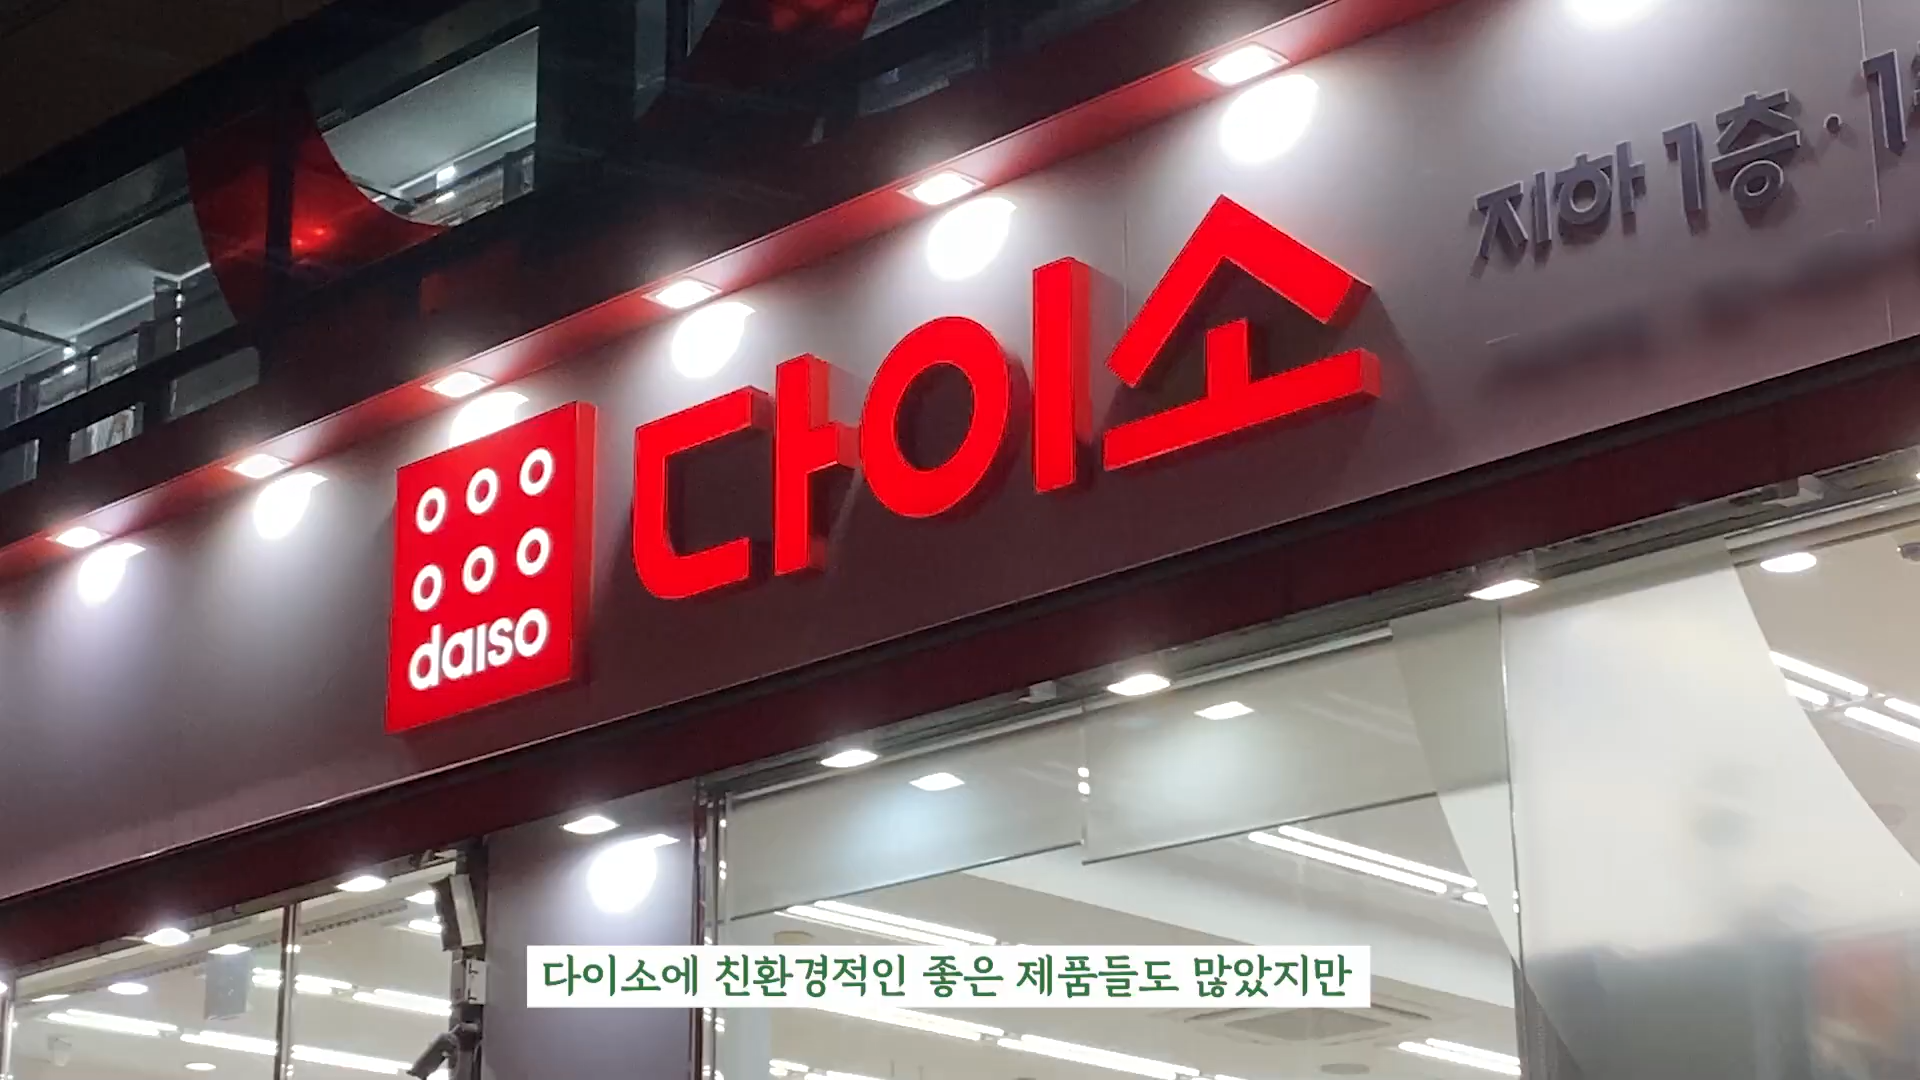 지하 1층·1
다이소
daiso
다이소에 친환경적인 좋은 제품들도 많았지만